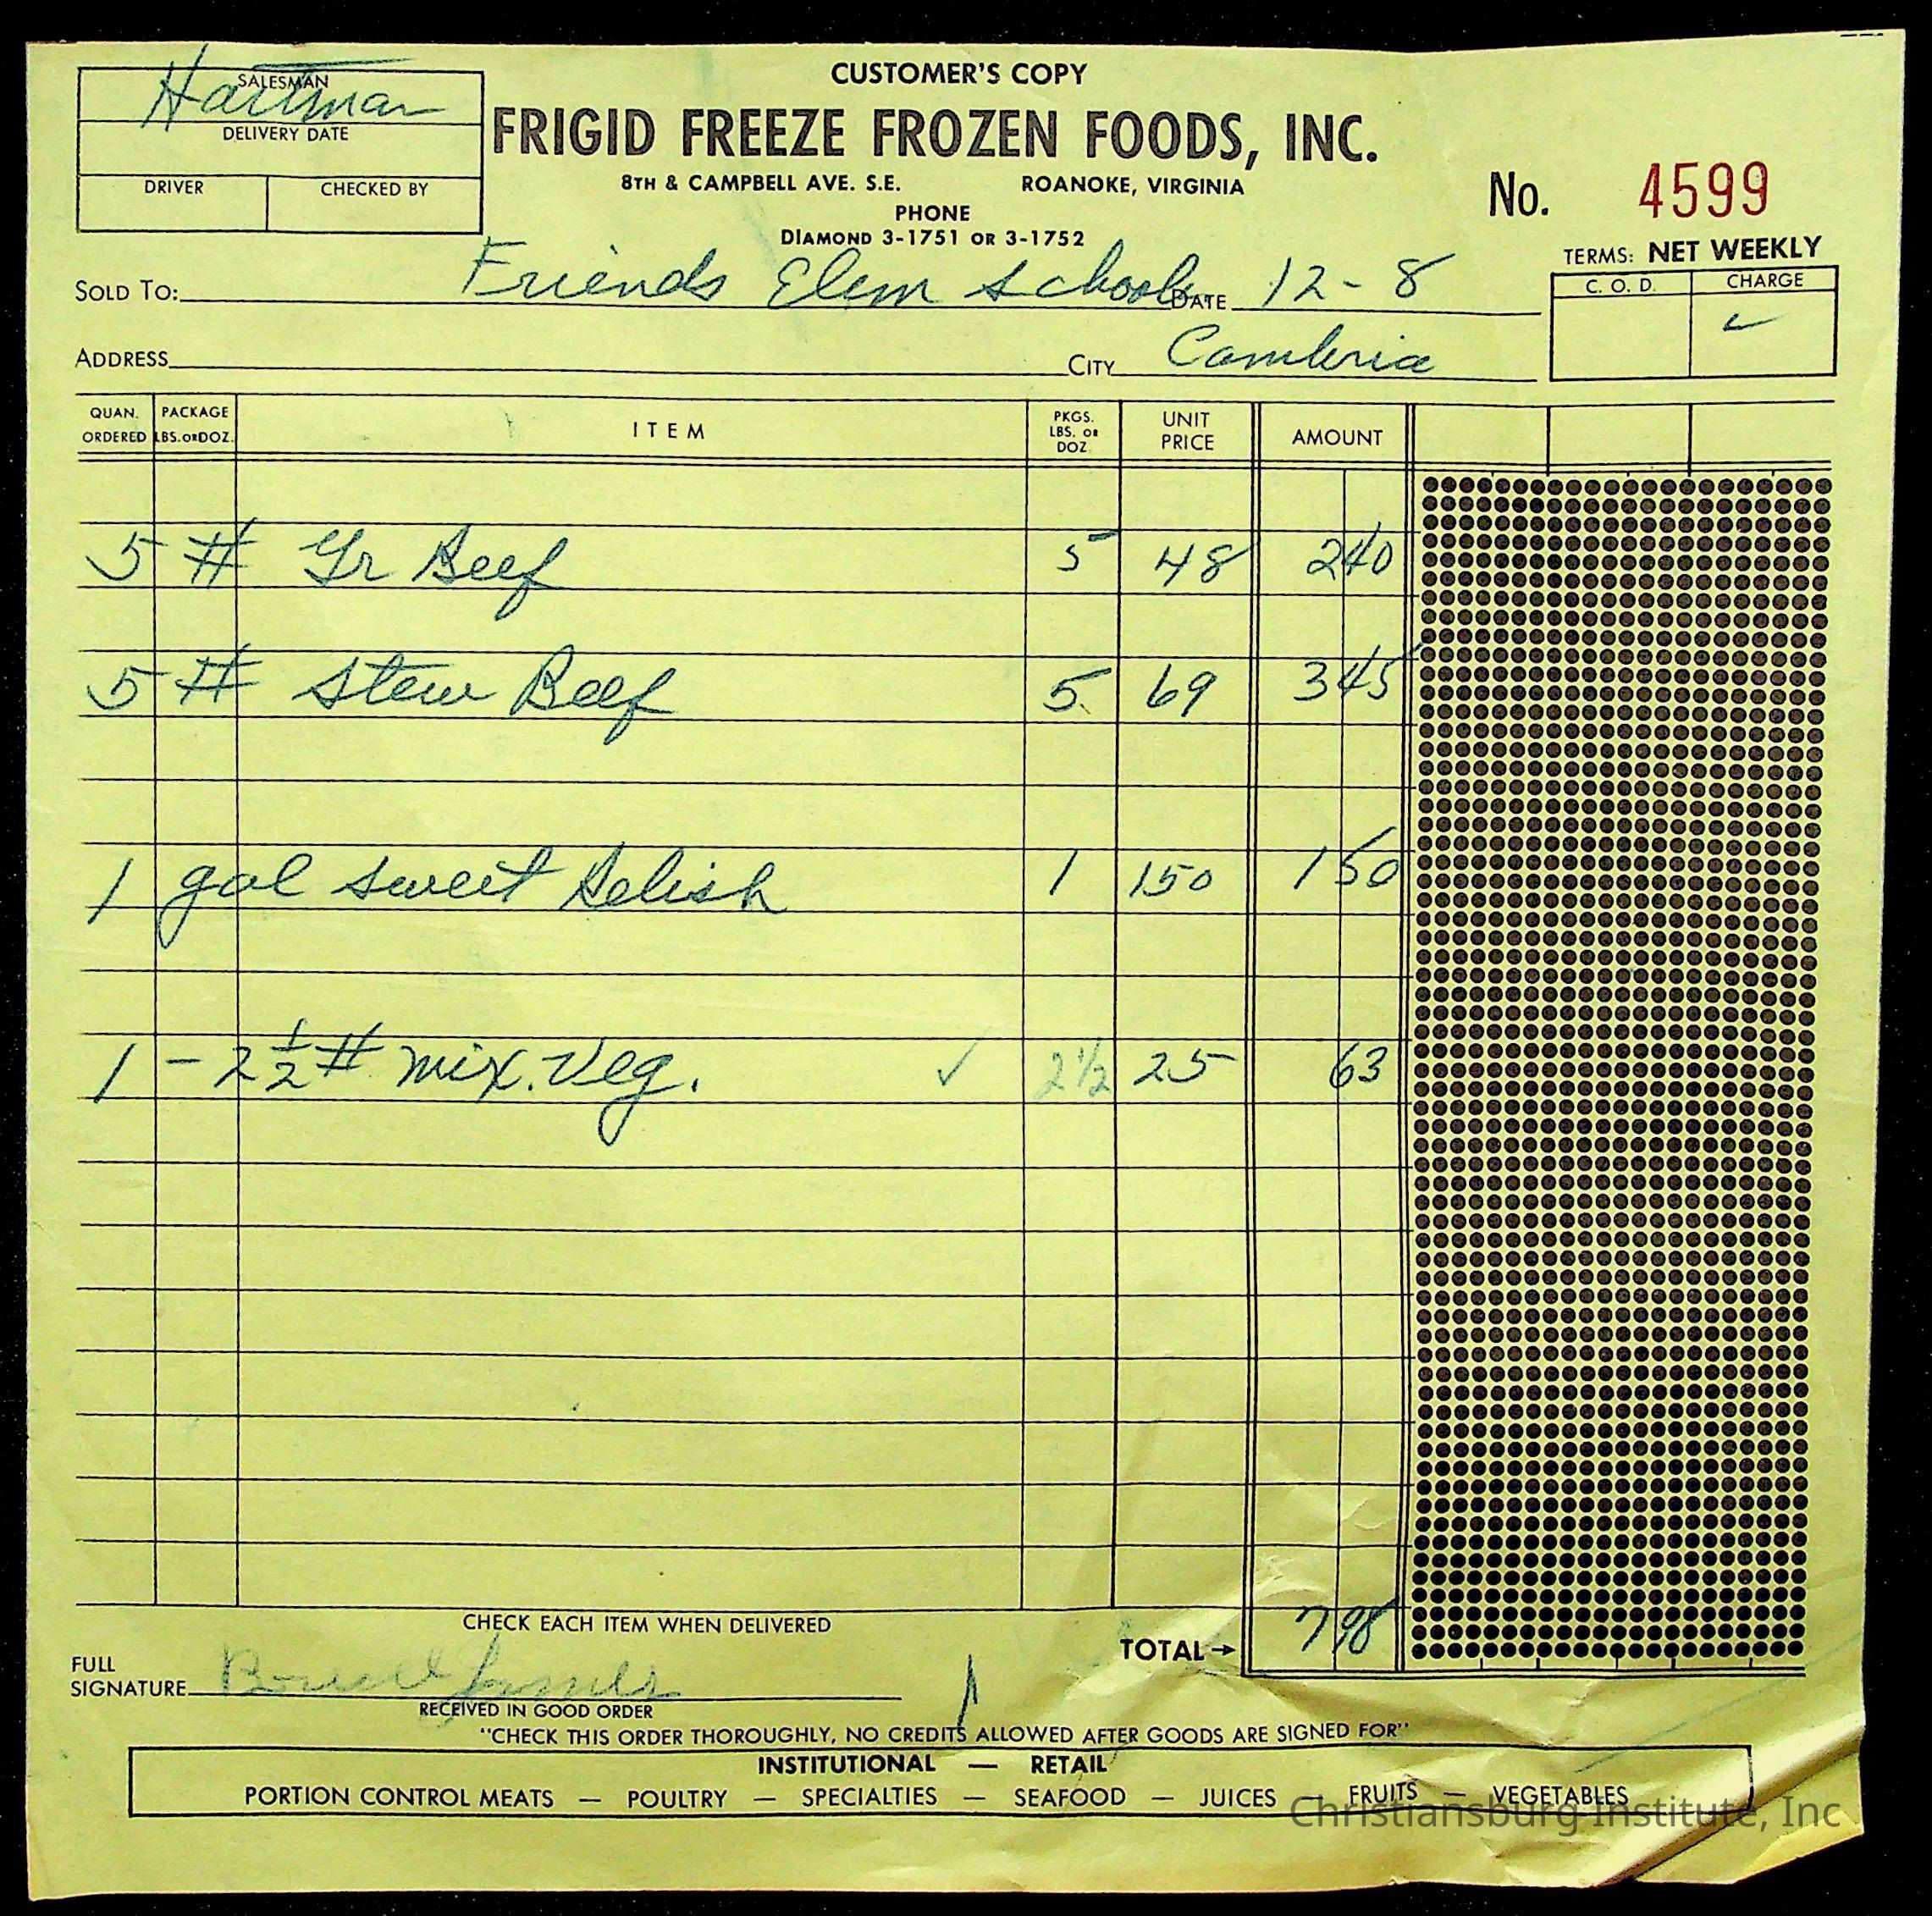 CUSTOMER'S COPY
SALESMAN
Hartman
DELIVERY DATE
DRIVER CHECKED BY
FRIGID FREEZE FROZEN FOODS, INC.
8TH & CAMPBELL AVE. S.E. ROANOKE, VIRGINIA
PHONE
DIAMOND 3-1751 OR 3-1752
No. 4599
TERMS: NET WEEKLY
C. O. D. CHARGE
✓
SOLD TO: Friends Elem School DATE 12-8
ADDRESS CITY Cambria
QUAN. ORDERED PACKAGE LBS. OR DOZ. ITEM PKGS. LBS. OR DOZ. UNIT PRICE AMOUNT
5 # Gr Beef 5 48 240
5 # Stew Beef 5 69 345
1 gal sweet Relish 1 150 150
1 - 2 1/2 # mix. Veg. ✓ 2 1/2 25 63
CHECK EACH ITEM WHEN DELIVERED
TOTAL → 798
FULL SIGNATURE
RECEIVED IN GOOD ORDER
"CHECK THIS ORDER THOROUGHLY, NO CREDITS ALLOWED AFTER GOODS ARE SIGNED FOR"
INSTITUTIONAL — RETAIL
PORTION CONTROL MEATS — POULTRY — SPECIALTIES — SEAFOOD — JUICES FRUITS — VEGETABLES
Christiansburg Institute, Inc